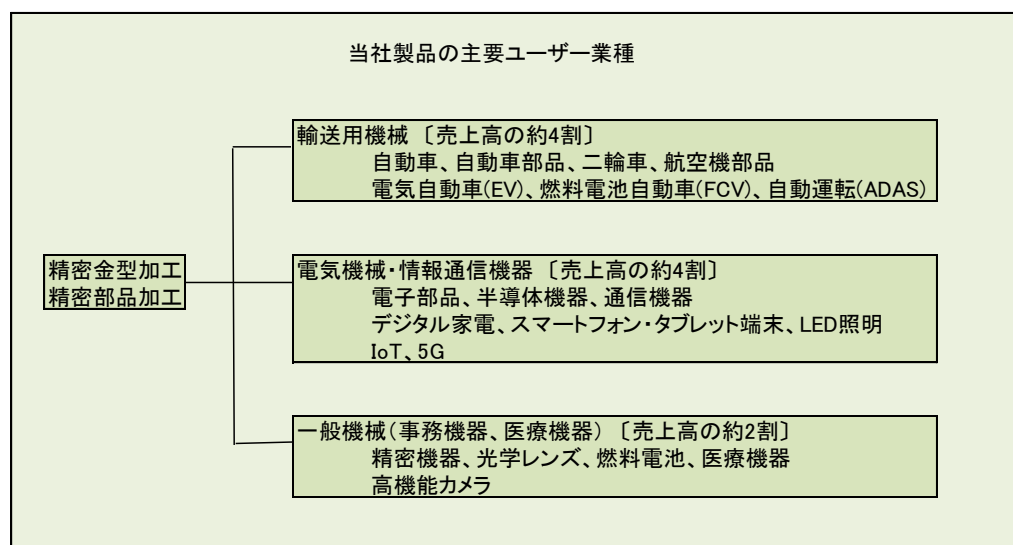 当社製品の主要ユーザー業種
輸送用機械 〔売上高の約4割〕
自動車、自動車部品、二輪車、航空機部品
電気自動車(EV)、燃料電池自動車(FCV)、自動運転(ADAS)
精密金型加工
精密部品加工
電気機械・情報通信機器 〔売上高の約4割〕
電子部品、半導体機器、通信機器
デジタル家電、スマートフォン・タブレット端末、LED照明
IoT、5G
一般機械(事務機器、医療機器) 〔売上高の約2割〕
精密機器、光学レンズ、燃料電池、医療機器
高機能カメラ